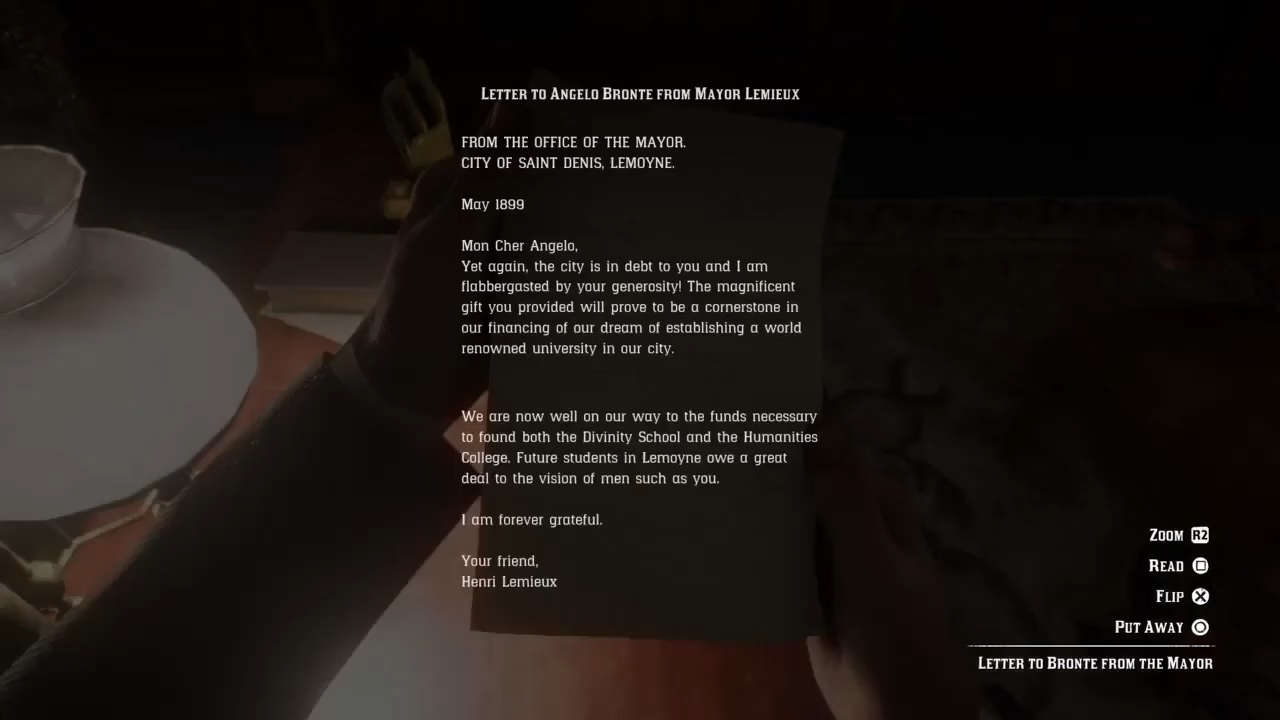 LETTER TO ANGELO BRONTE FROM MAYOR LEMIEUX
FROM THE OFFICE OF THE MAYOR.
CITY OF SAINT DENIS, LEMOYNE.
May 1899
Mon Cher Angelo,
Yet again, the city is in debt to you and I am
flabbergasted by your generosity! The magnificent
gift you provided will prove to be a cornerstone in
our financing of our dream of establishing a world
renowned university in our city.
We are now well on our way to the funds necessary
to found both the Divinity School and the Humanities
College. Future students in Lemoyne owe a great
deal to the vision of men such as you.
I am forever grateful.
Your friend,
Henri Lemieux
ZOOM R2
READ
FLIP
PUT AWAY
LETTER TO BRONTE FROM THE MAYOR